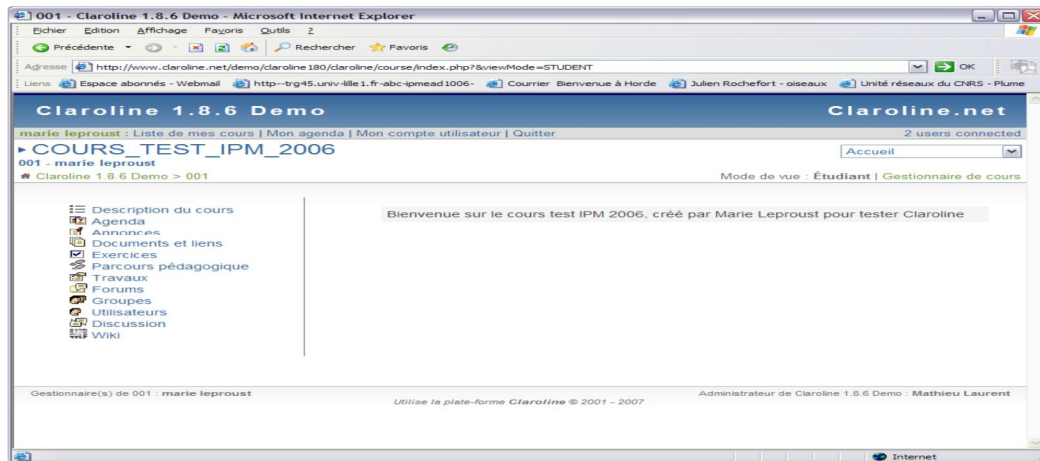 001 - Claroline 1.8.6 Demo - Microsoft Internet Explorer
Fichier Edition Affichage Favoris Outils ?
Précédente Rechercher Favoris
Adresse http://www.claroline.net/demo/claroline180/claroline/course/index.php?&viewMode=STUDENT OK
Liens Espace abonnés - Webmail http--trg45.univ-lille1.fr-abc-ipmead1006- Courrier Bienvenue à Horde Julien Rochefort - oiseaux Unité réseaux du CNRS - Plume
Claroline 1.8.6 Demo Claroline.net
marie leproust : Liste de mes cours | Mon agenda | Mon compte utilisateur | Quitter 2 users connected
COURS_TEST_IPM_2006 Accueil
001 - marie leproust
Claroline 1.8.6 Demo > 001 Mode de vue : Étudiant | Gestionnaire de cours
Description du cours
Bienvenue sur le cours test IPM 2006, créé par Marie Leproust pour tester Claroline
Agenda
Annonces
Documents et liens
Exercices
Parcours pédagogique
Travaux
Forums
Groupes
Utilisateurs
Discussion
Wiki
Gestionnaire(s) de 001 : marie leproust Administrateur de Claroline 1.8.6 Demo : Mathieu Laurent
Utilise la plate-forme Claroline © 2001 - 2007
Internet